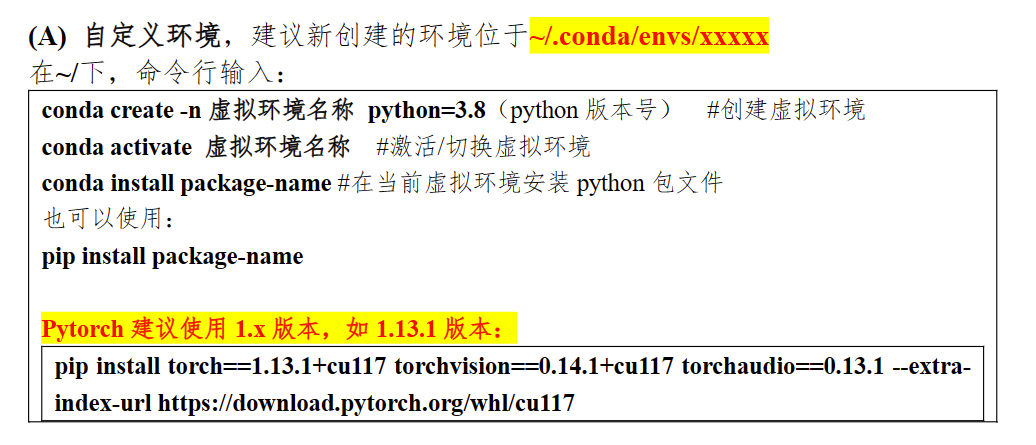 (A) 自定义环境，建议新创建的环境位于~/.conda/envs/xxxxx
在~/下，命令行输入：
conda create -n 虚拟环境名称 python=3.8（python 版本号） #创建虚拟环境
conda activate 虚拟环境名称 #激活/切换虚拟环境
conda install package-name #在当前虚拟环境安装 python 包文件
也可以使用：
pip install package-name
Pytorch 建议使用 1.x 版本，如 1.13.1 版本：
pip install torch==1.13.1+cu117 torchvision==0.14.1+cu117 torchaudio==0.13.1 --extra-
index-url https://download.pytorch.org/whl/cu117